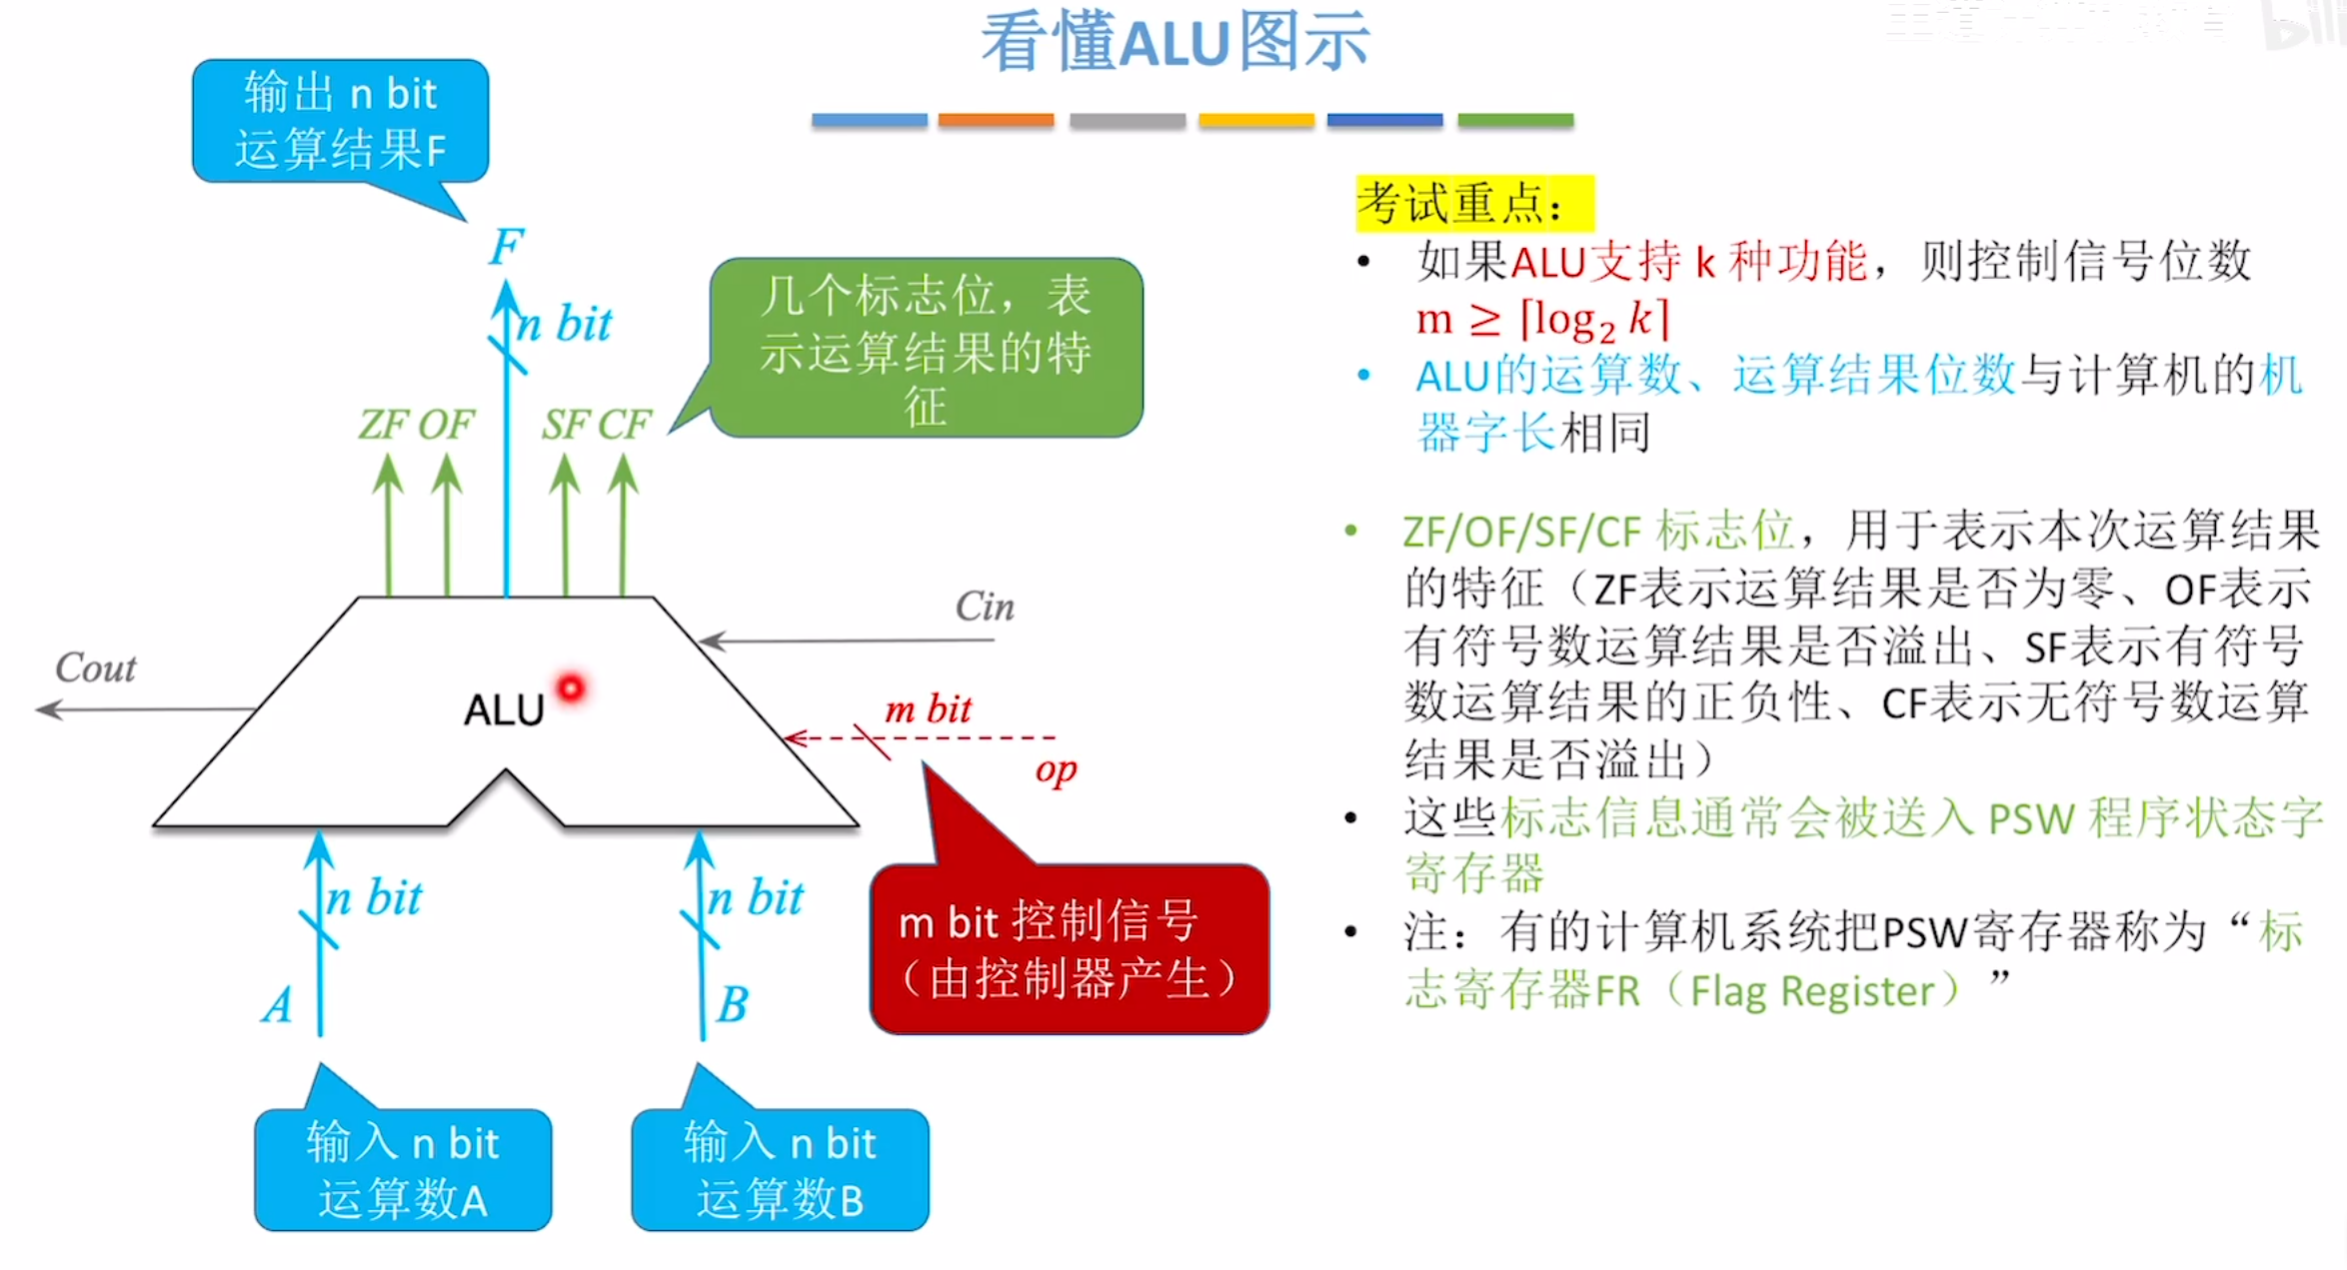 看懂ALU图示
输出 n bit
运算结果F
F
n bit
几个标志位，表
示运算结果的特
征
ZF OF SF CF
Cin
Cout
ALU
m bit
op
n bit
n bit
A
B
m bit 控制信号
（由控制器产生）
输入 n bit
运算数A
输入 n bit
运算数B
考试重点：
• 如果ALU支持 k 种功能，则控制信号位数
m ≥ ⌈log₂ k⌉
• ALU的运算数、运算结果位数与计算机的机
器字长相同
• ZF/OF/SF/CF 标志位，用于表示本次运算结果
的特征（ZF表示运算结果是否为零、OF表示
有符号数运算结果是否溢出、SF表示有符号
数运算结果的正负性、CF表示无符号数运算
结果是否溢出）
• 这些标志信息通常会被送入 PSW 程序状态字
寄存器
• 注：有的计算机系统把PSW寄存器称为“标
志寄存器FR（Flag Register）”